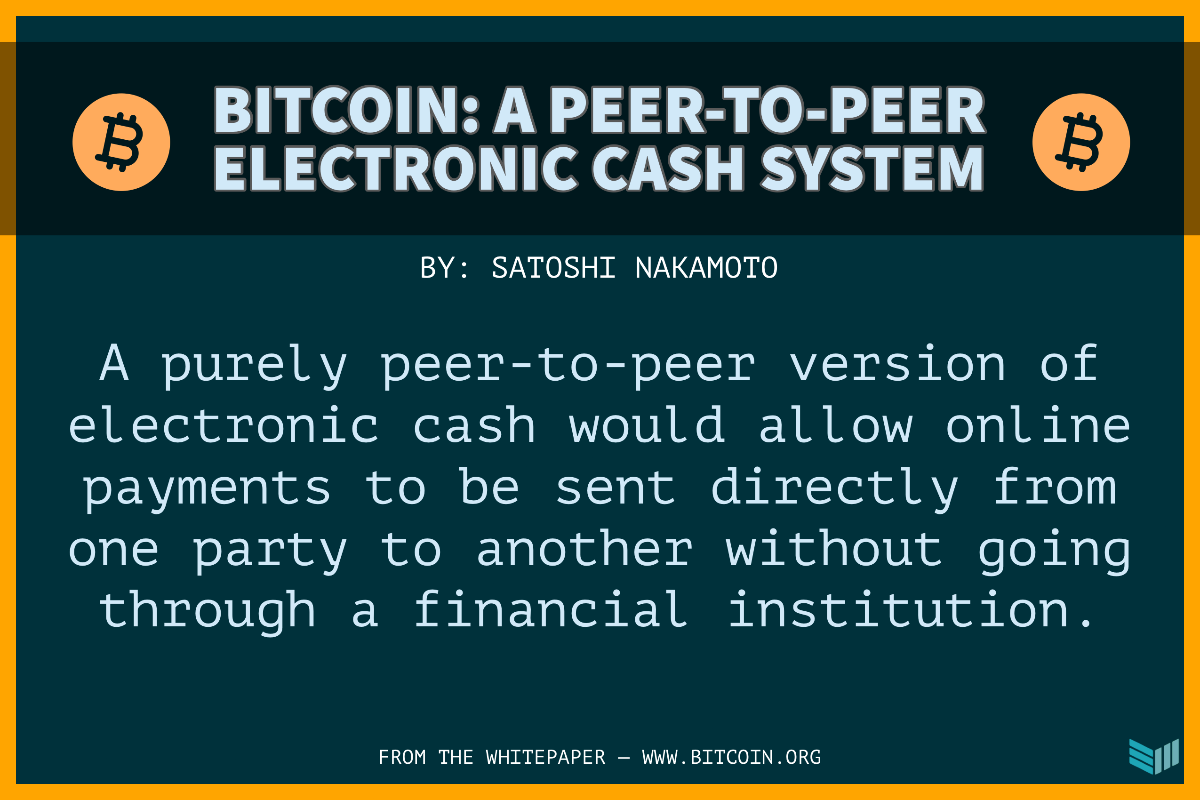 BITCOIN: A PEER-TO-PEER
ELECTRONIC CASH SYSTEM
BY: SATOSHI NAKAMOTO
A purely peer-to-peer version of
electronic cash would allow online
payments to be sent directly from
one party to another without going
through a financial institution.
FROM THE WHITEPAPER – WWW.BITCOIN.ORG